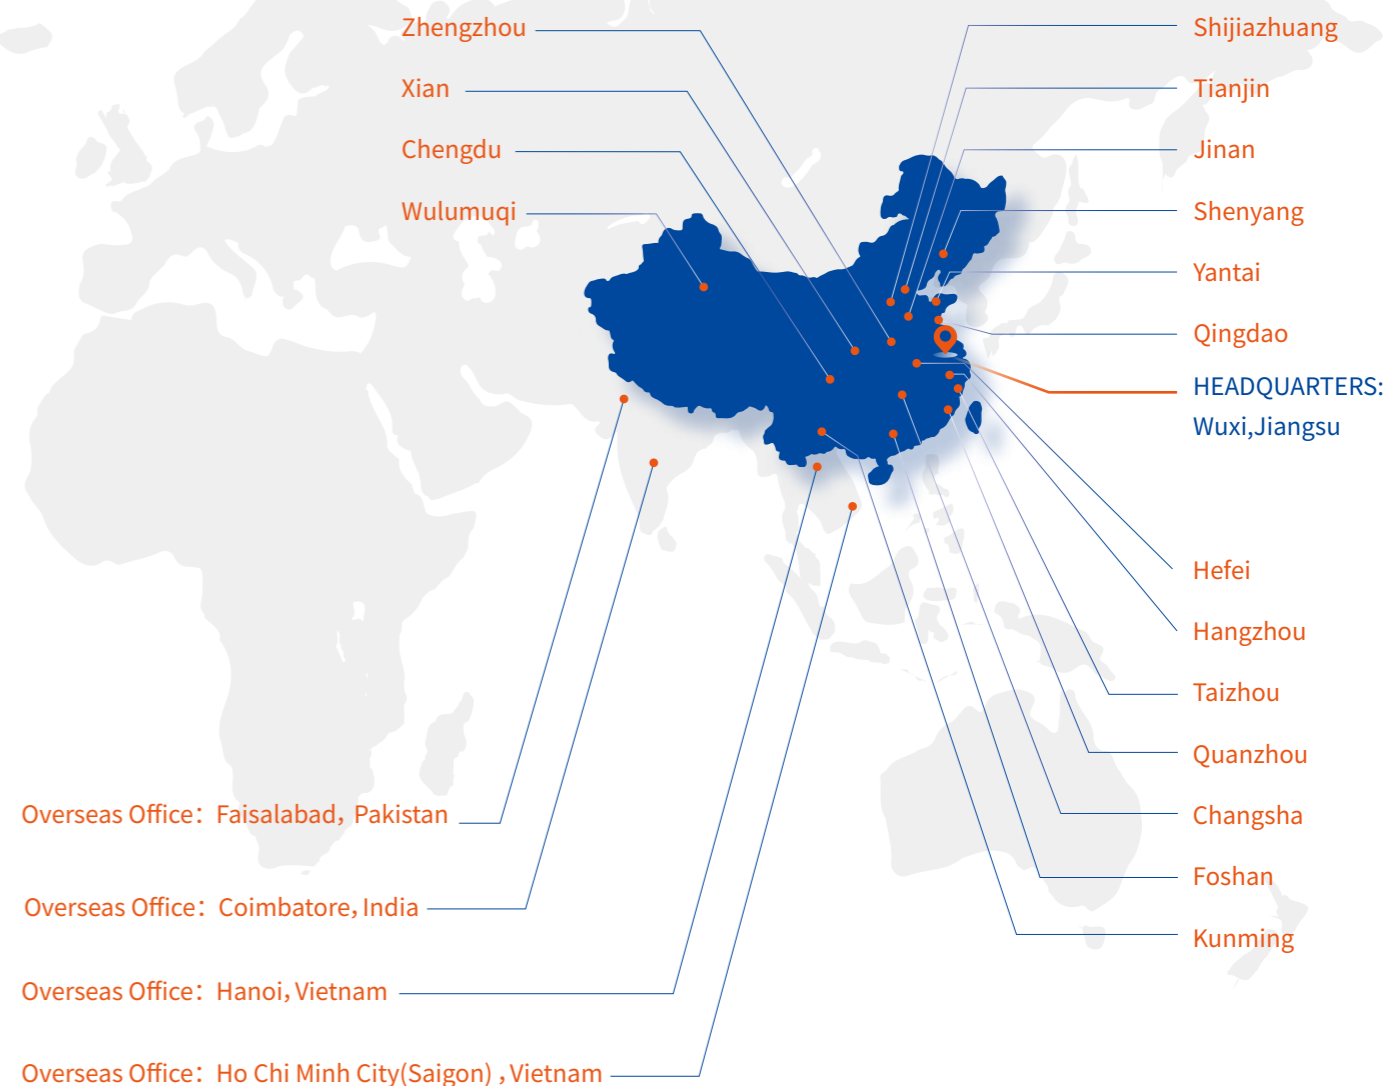 Zhengzhou
Xian
Chengdu
Wulumuqi
Shijiazhuang
Tianjin
Jinan
Shenyang
Yantai
Qingdao
HEADQUARTERS:
Wuxi,Jiangsu
Hefei
Hangzhou
Taizhou
Quanzhou
Changsha
Foshan
Kunming
Overseas Office：Faisalabad，Pakistan
Overseas Office：Coimbatore，India
Overseas Office：Hanoi，Vietnam
Overseas Office：Ho Chi Minh City(Saigon) ，Vietnam